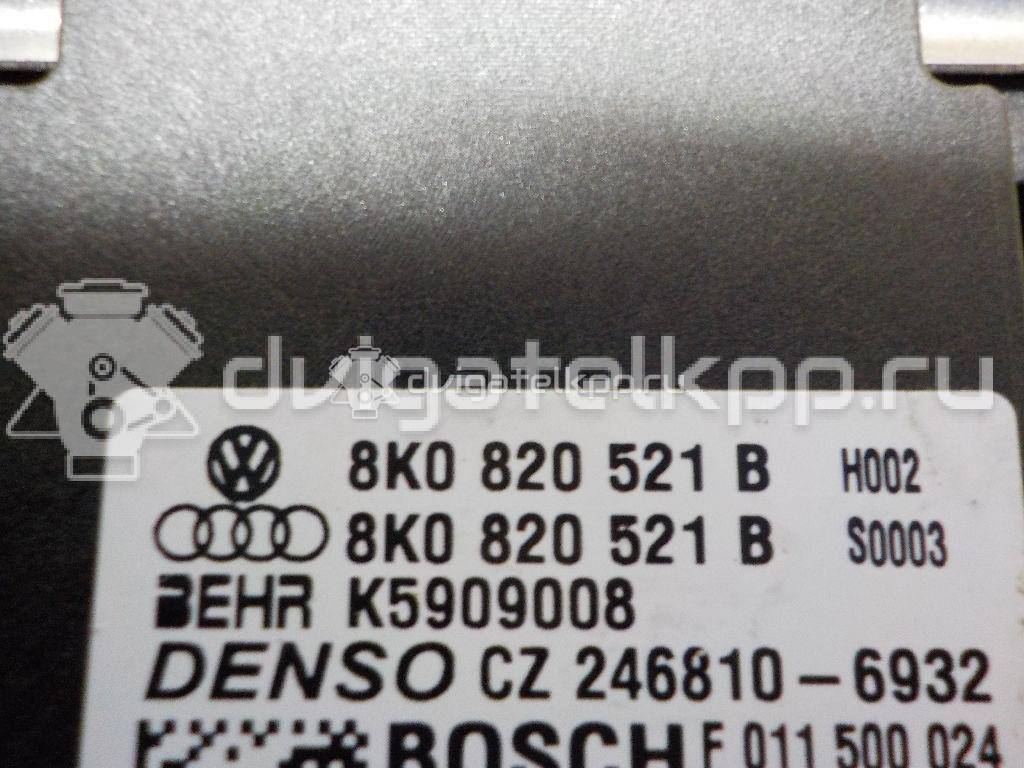 dvigatelkpp.ru
dvigatelkpp.ru
8K0 820 521 B H002
8K0 820 521 B S0003
BEHR K5909008
DENSO CZ 246810-6932
BOSCH F 011 500 024